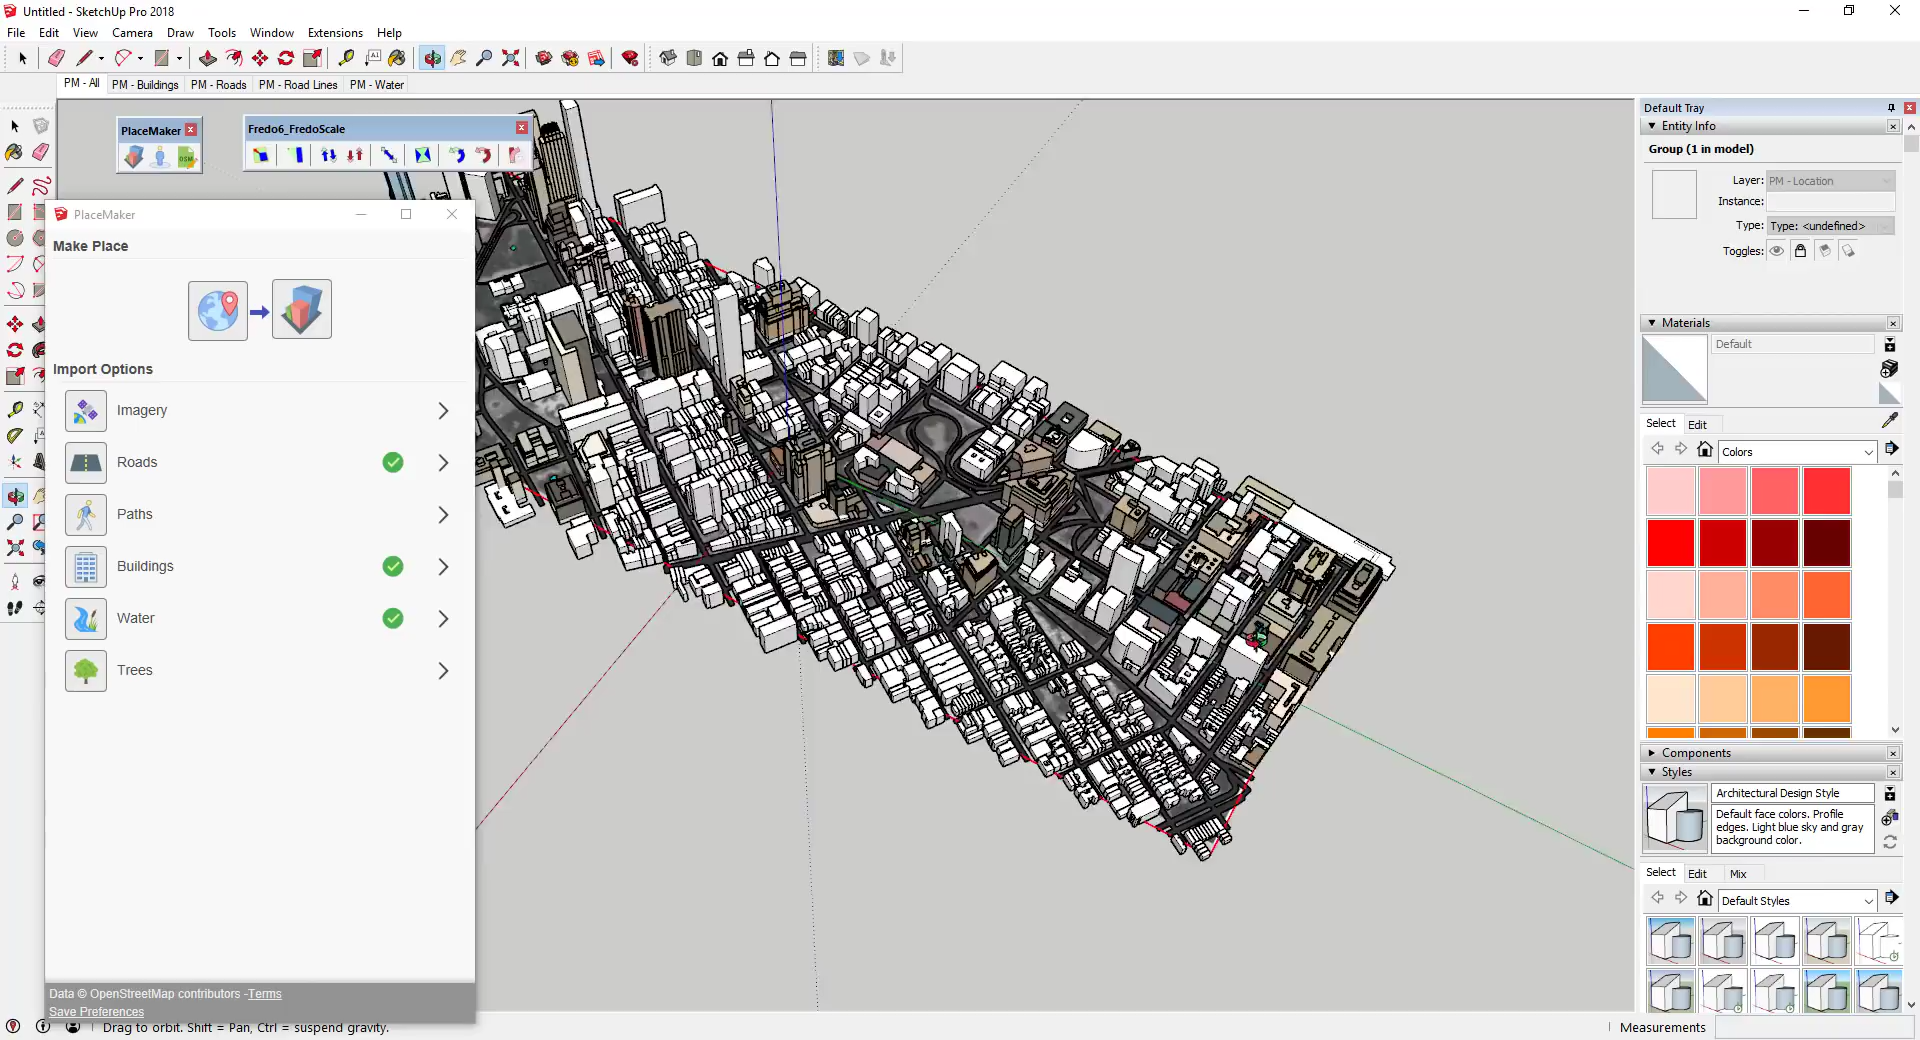 Untitled - SketchUp Pro 2018
File Edit View Camera Draw Tools Window Extensions Help
PM - All PM - Buildings PM - Roads PM - Road Lines PM - Water
PlaceMaker
Fredo6_FredoScale
OSM
PlaceMaker
Make Place
Import Options
Imagery
Roads
Paths
Buildings
Water
Trees
Data © OpenStreetMap contributors -Terms
Save Preferences
Drag to orbit. Shift = Pan, Ctrl = suspend gravity.
Default Tray
Entity Info
Group (1 in model)
Layer: PM - Location
Instance:
Type: Type: <undefined>
Toggles:
Materials
Default
Select Edit
Colors
Components
Styles
Architectural Design Style
Default face colors. Profile
edges. Light blue sky and gray
background color.
Select Edit Mix
Default Styles
Measurements